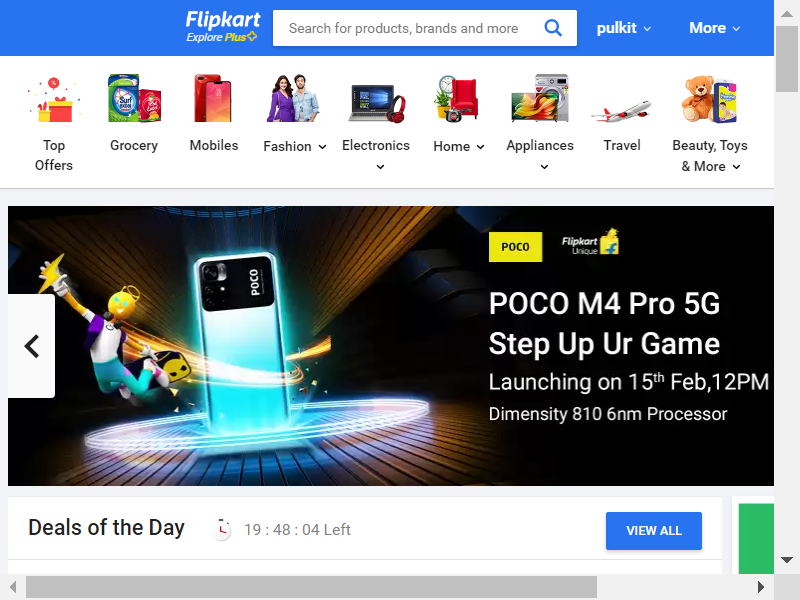 Flipkart
Explore Plus
Search for products, brands and more
pulkit
More
Top
Offers
Grocery
Mobiles
Fashion
Electronics
Home
Appliances
Travel
Beauty, Toys
& More
POCO
Flipkart
Unique
POCO
POCO M4 Pro 5G
Step Up Ur Game
Launching on 15th Feb,12PM
Dimensity 810 6nm Processor
Deals of the Day
19 : 48 : 04 Left
VIEW ALL